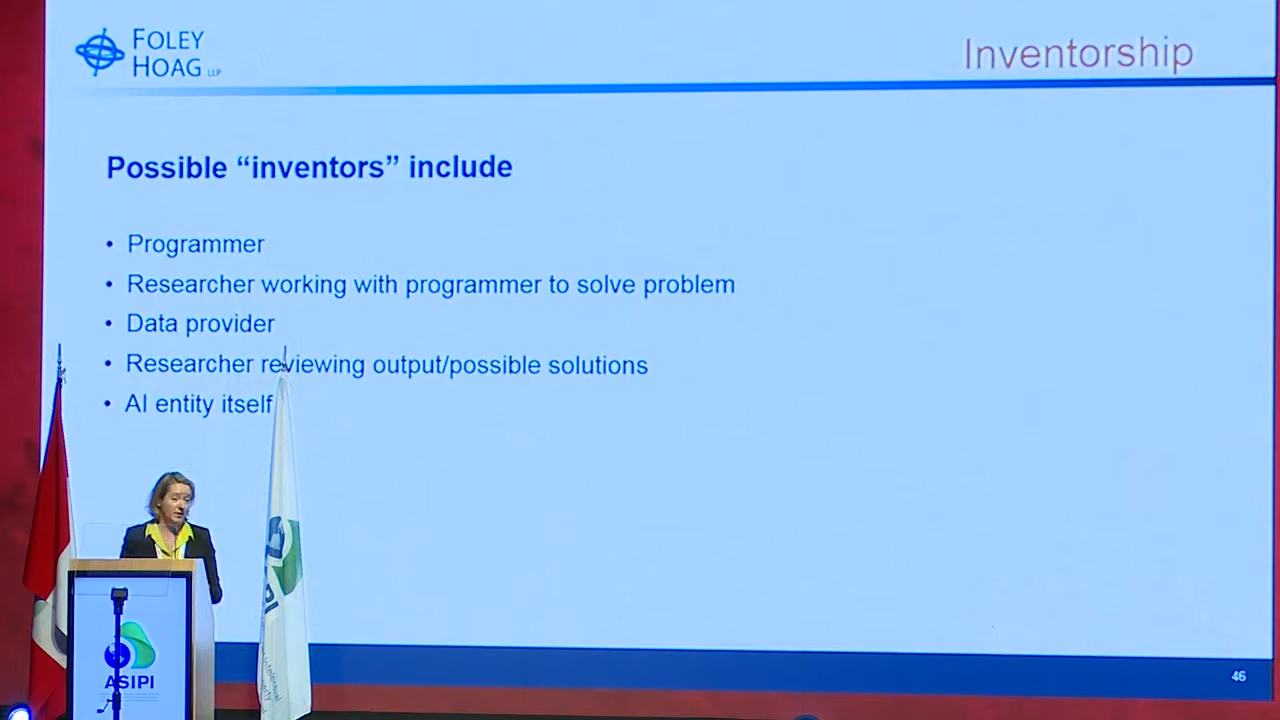 FOLEY
HOAG LLP
Inventorship
Possible “inventors” include
• Programmer
• Researcher working with programmer to solve problem
• Data provider
• Researcher reviewing output/possible solutions
• AI entity itself
ASIPI
46